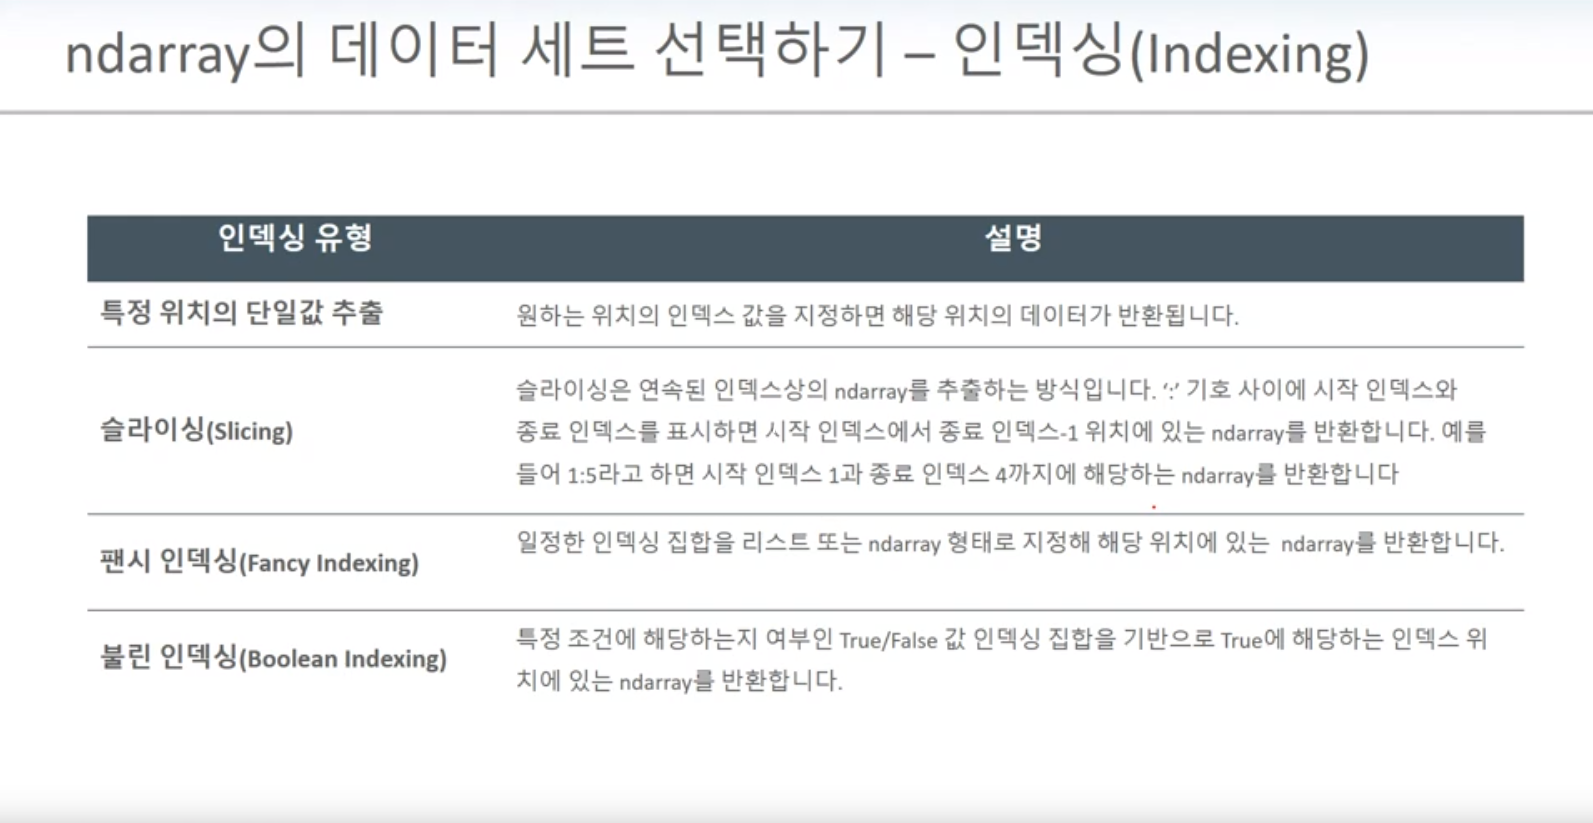 ndarray의 데이터 세트 선택하기 – 인덱싱(Indexing)
인덱싱 유형 설명
특정 위치의 단일값 추출 원하는 위치의 인덱스 값을 지정하면 해당 위치의 데이터가 반환됩니다.
슬라이싱(Slicing)
슬라이싱은 연속된 인덱스상의 ndarray를 추출하는 방식입니다. ‘:’ 기호 사이에 시작 인덱스와
종료 인덱스를 표시하면 시작 인덱스에서 종료 인덱스-1 위치에 있는 ndarray를 반환합니다. 예를
들어 1:5라고 하면 시작 인덱스 1과 종료 인덱스 4까지에 해당하는 ndarray를 반환합니다
팬시 인덱싱(Fancy Indexing)
일정한 인덱싱 집합을 리스트 또는 ndarray 형태로 지정해 해당 위치에 있는 ndarray를 반환합니다.
불린 인덱싱(Boolean Indexing)
특정 조건에 해당하는지 여부인 True/False 값 인덱싱 집합을 기반으로 True에 해당하는 인덱스 위
치에 있는 ndarray를 반환합니다.